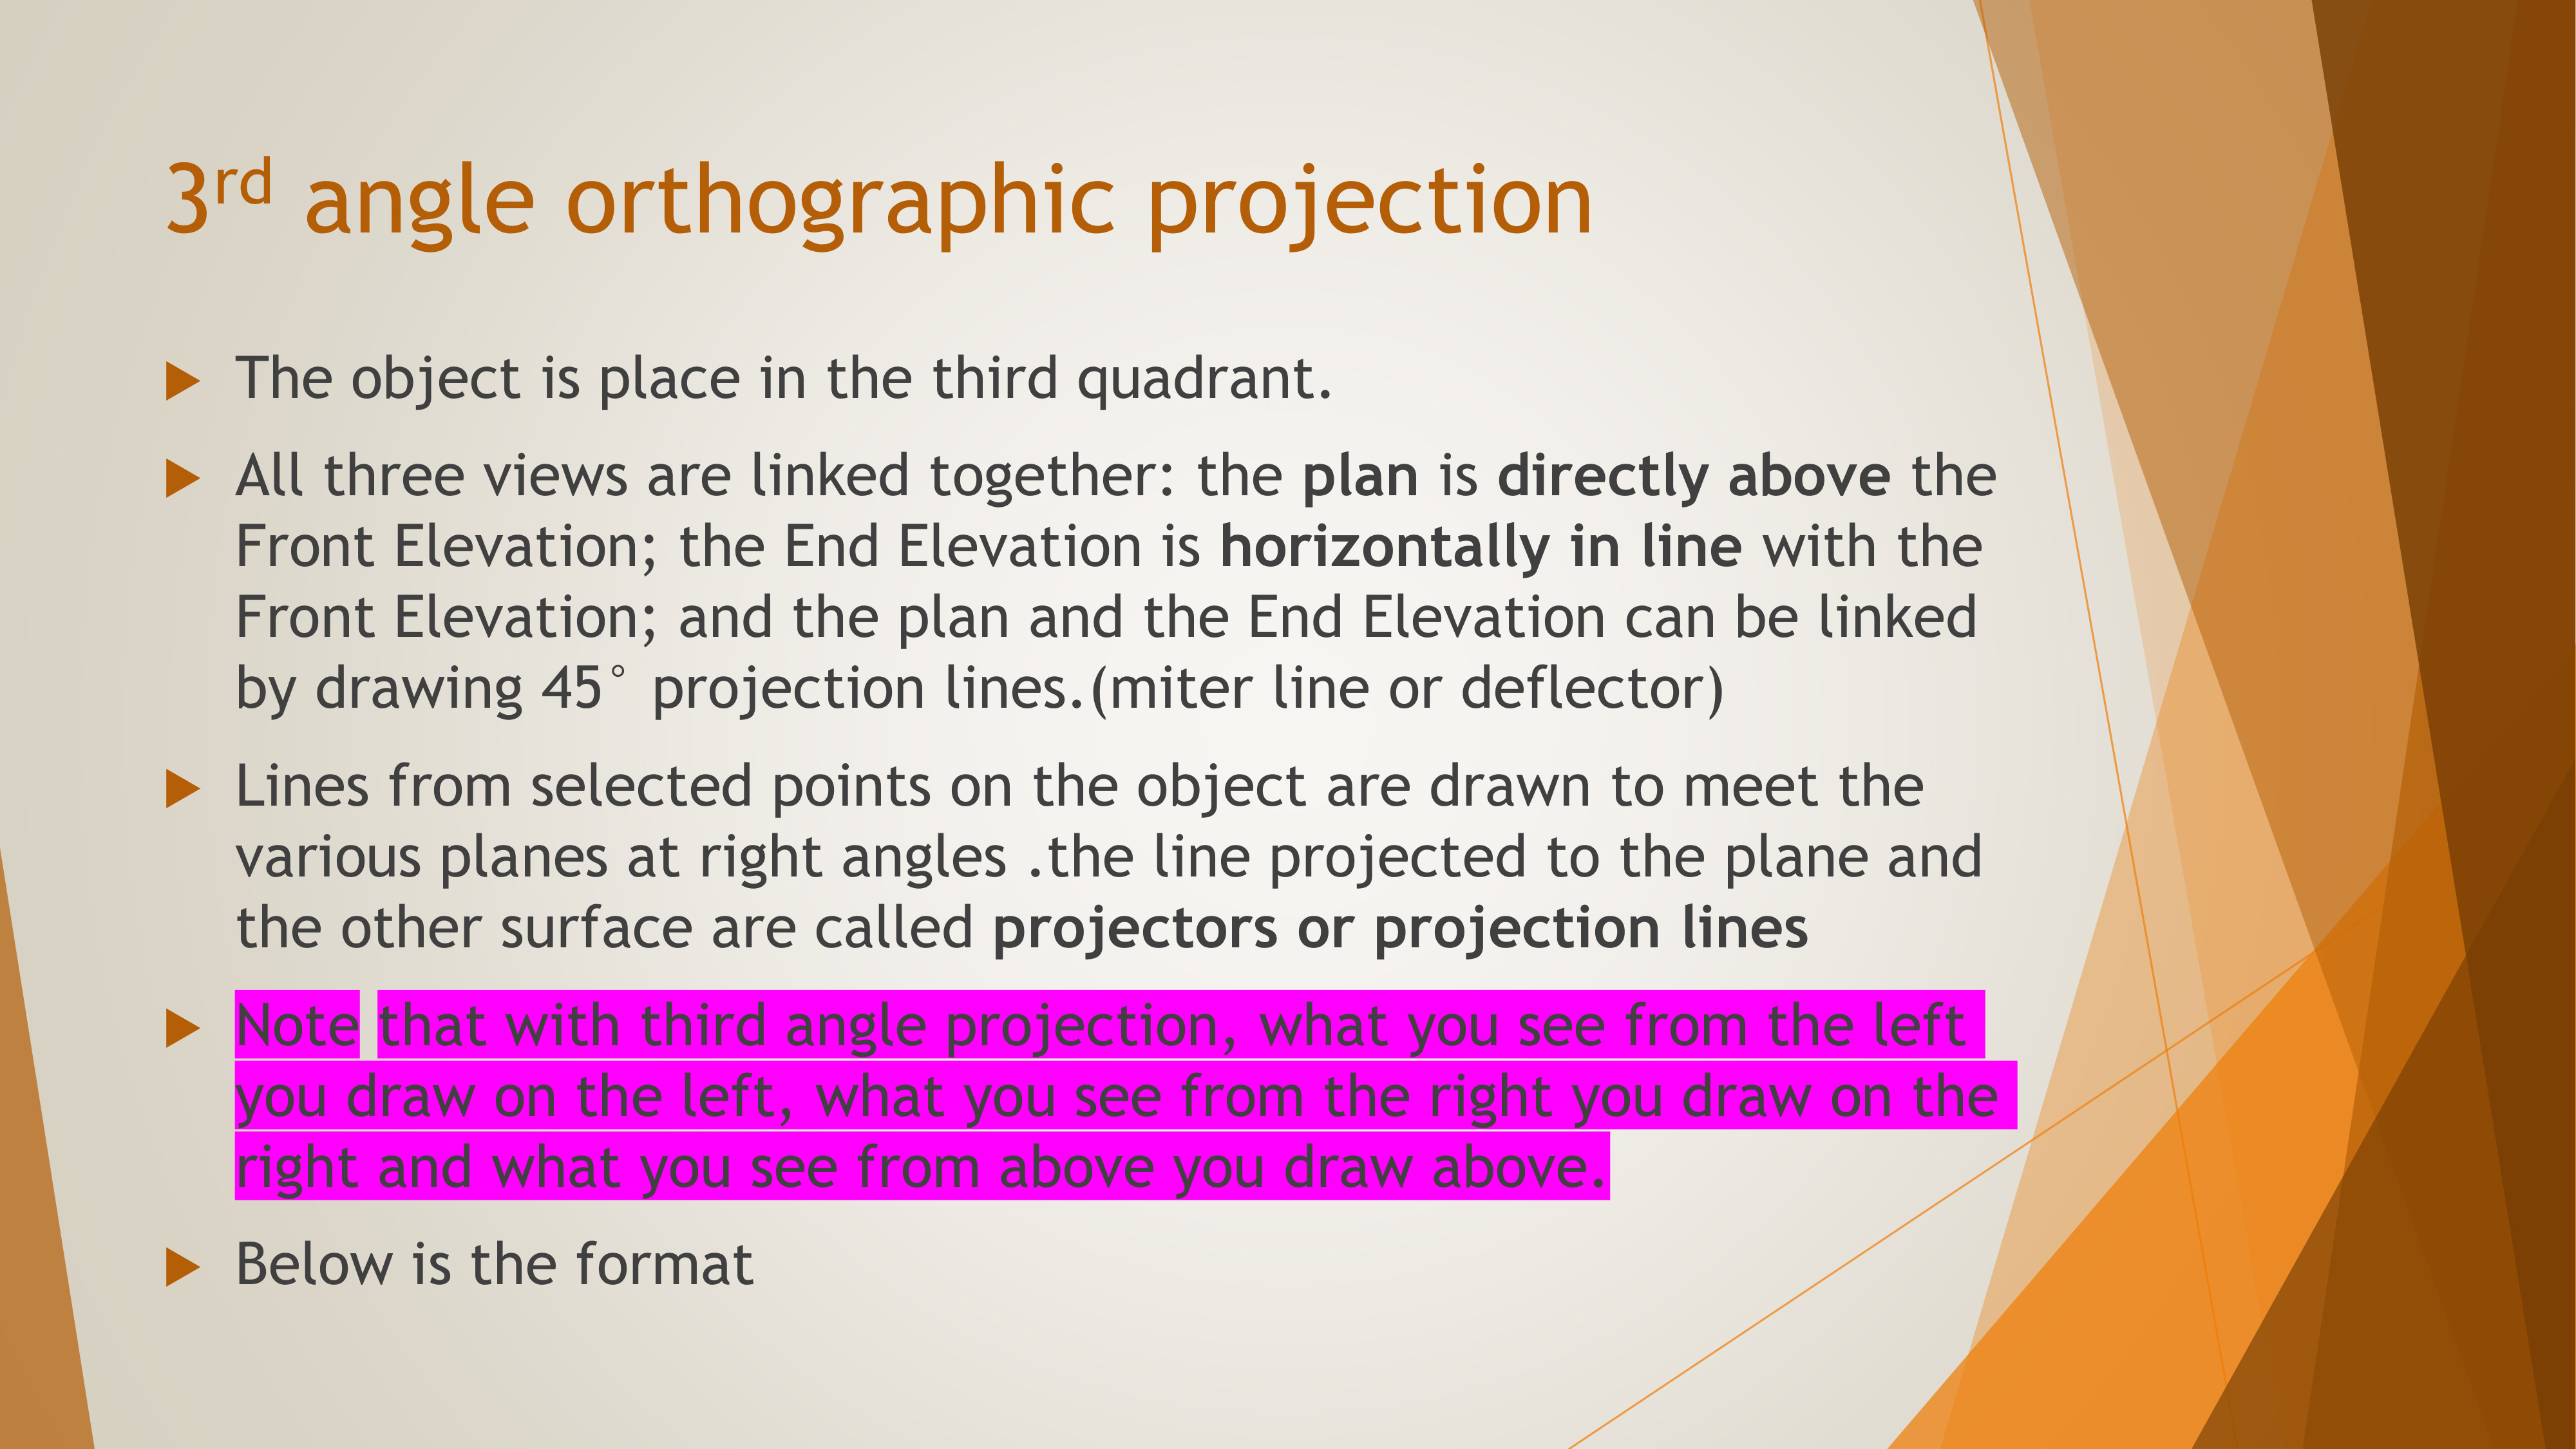 3rd angle orthographic projection
The object is place in the third quadrant.
All three views are linked together: the plan is directly above the
Front Elevation; the End Elevation is horizontally in line with the
Front Elevation; and the plan and the End Elevation can be linked
by drawing 45° projection lines.(miter line or deflector)
Lines from selected points on the object are drawn to meet the
various planes at right angles .the line projected to the plane and
the other surface are called projectors or projection lines
Note that with third angle projection, what you see from the left
you draw on the left, what you see from the right you draw on the
right and what you see from above you draw above.
Below is the format